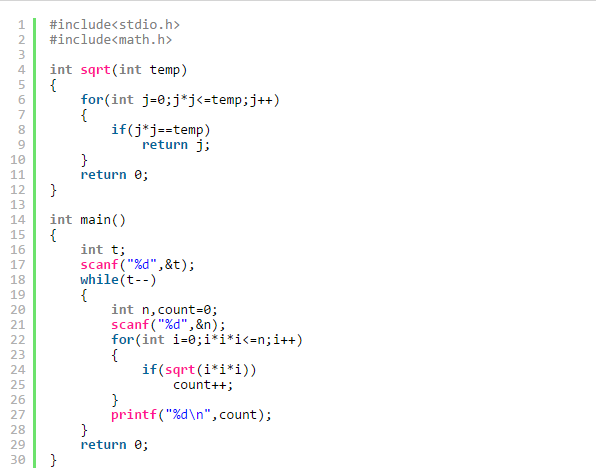 1 #include<stdio.h>
2 #include<math.h>
3
4 int sqrt(int temp)
5 {
6     for(int j=0;j*j<=temp;j++)
7     {
8         if(j*j==temp)
9             return j;
10     }
11     return 0;
12 }
13
14 int main()
15 {
16     int t;
17     scanf("%d",&t);
18     while(t--)
19     {
20         int n,count=0;
21         scanf("%d",&n);
22         for(int i=0;i*i*i<=n;i++)
23         {
24             if(sqrt(i*i*i))
25                 count++;
26         }
27         printf("%d\n",count);
28     }
29     return 0;
30 }